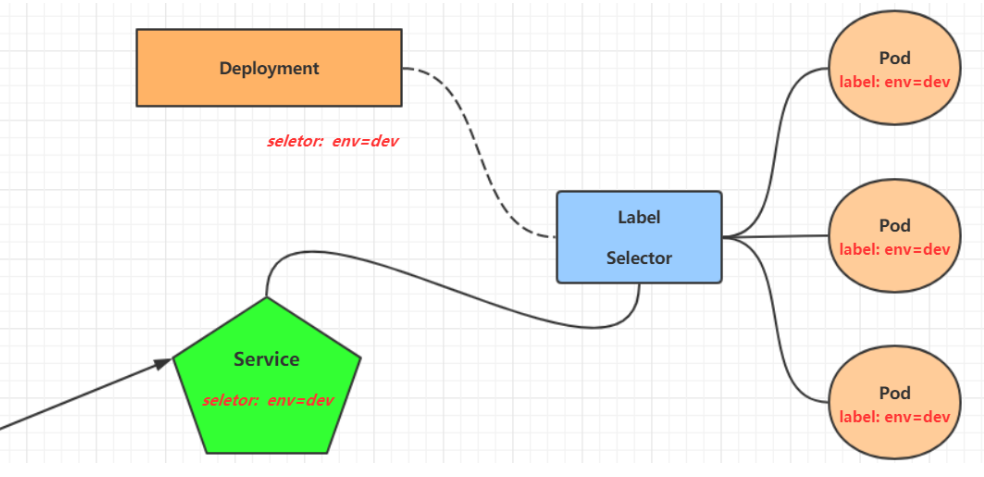 Deployment
seletor: env=dev
Label
Selector
Service
seletor: env=dev
Pod
label: env=dev
Pod
label: env=dev
Pod
label: env=dev